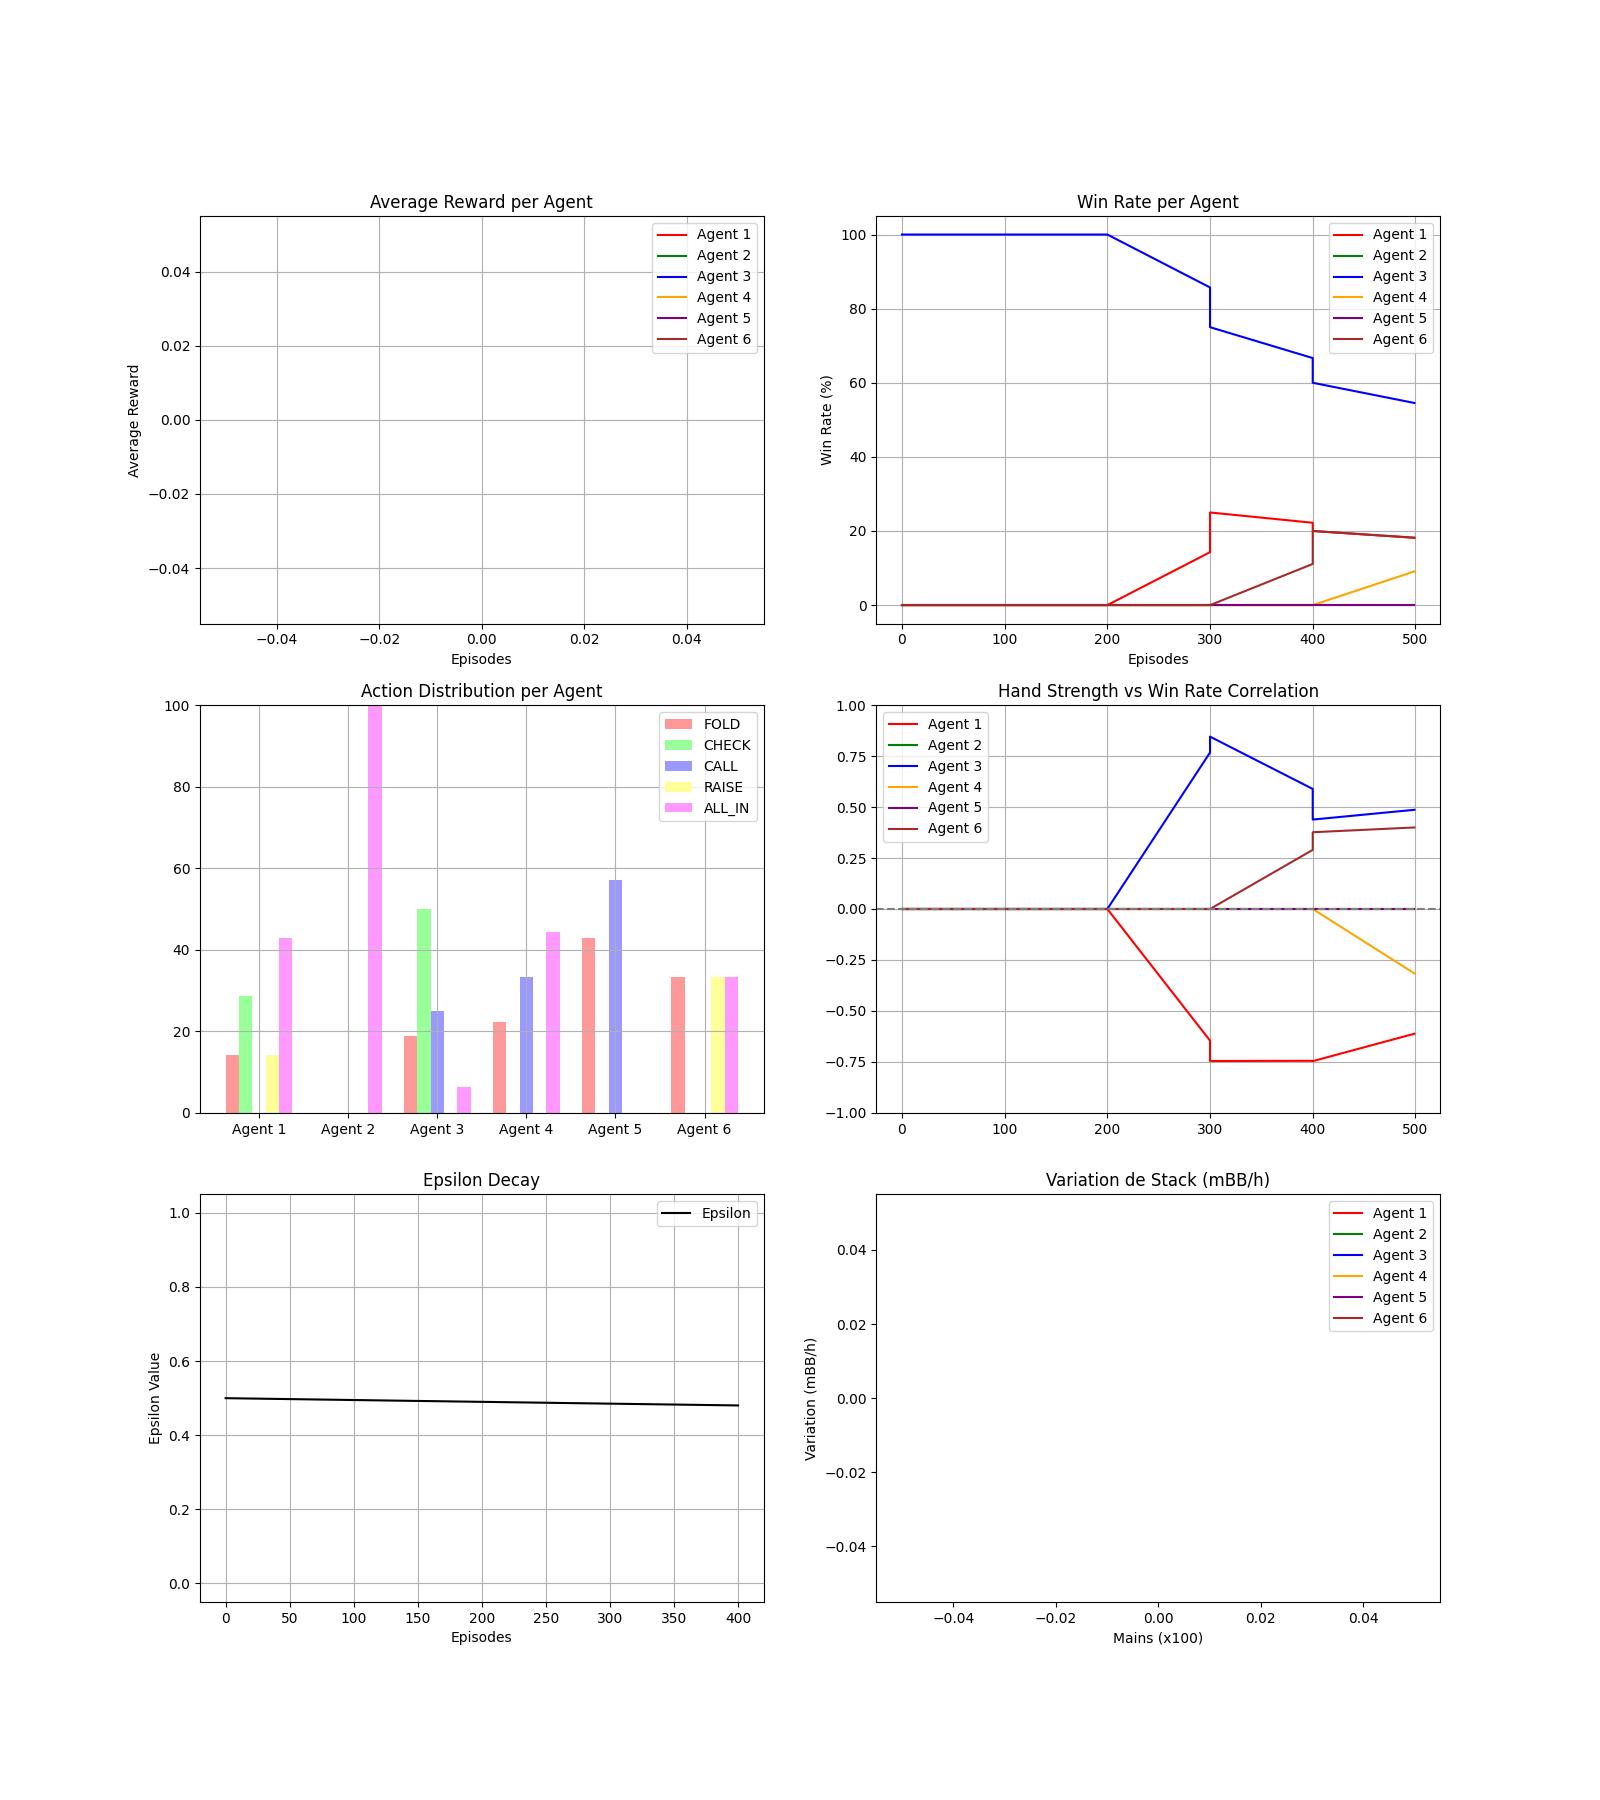 Average Reward per Agent
Average Reward
0.04
0.02
0.00
−0.02
−0.04
−0.04 −0.02 0.00 0.02 0.04
Episodes
Agent 1
Agent 2
Agent 3
Agent 4
Agent 5
Agent 6
Win Rate per Agent
Win Rate (%)
100
80
60
40
20
0
0 100 200 300 400 500
Episodes
Agent 1
Agent 2
Agent 3
Agent 4
Agent 5
Agent 6
Action Distribution per Agent
100
80
60
40
20
0
Agent 1 Agent 2 Agent 3 Agent 4 Agent 5 Agent 6
FOLD
CHECK
CALL
RAISE
ALL_IN
Hand Strength vs Win Rate Correlation
1.00
0.75
0.50
0.25
0.00
−0.25
−0.50
−0.75
−1.00
0 100 200 300 400 500
Agent 1
Agent 2
Agent 3
Agent 4
Agent 5
Agent 6
Epsilon Decay
Epsilon Value
1.0
0.8
0.6
0.4
0.2
0.0
0 50 100 150 200 250 300 350 400
Episodes
Epsilon
Variation de Stack (mBB/h)
Variation (mBB/h)
0.04
0.02
0.00
−0.02
−0.04
−0.04 −0.02 0.00 0.02 0.04
Mains (x100)
Agent 1
Agent 2
Agent 3
Agent 4
Agent 5
Agent 6